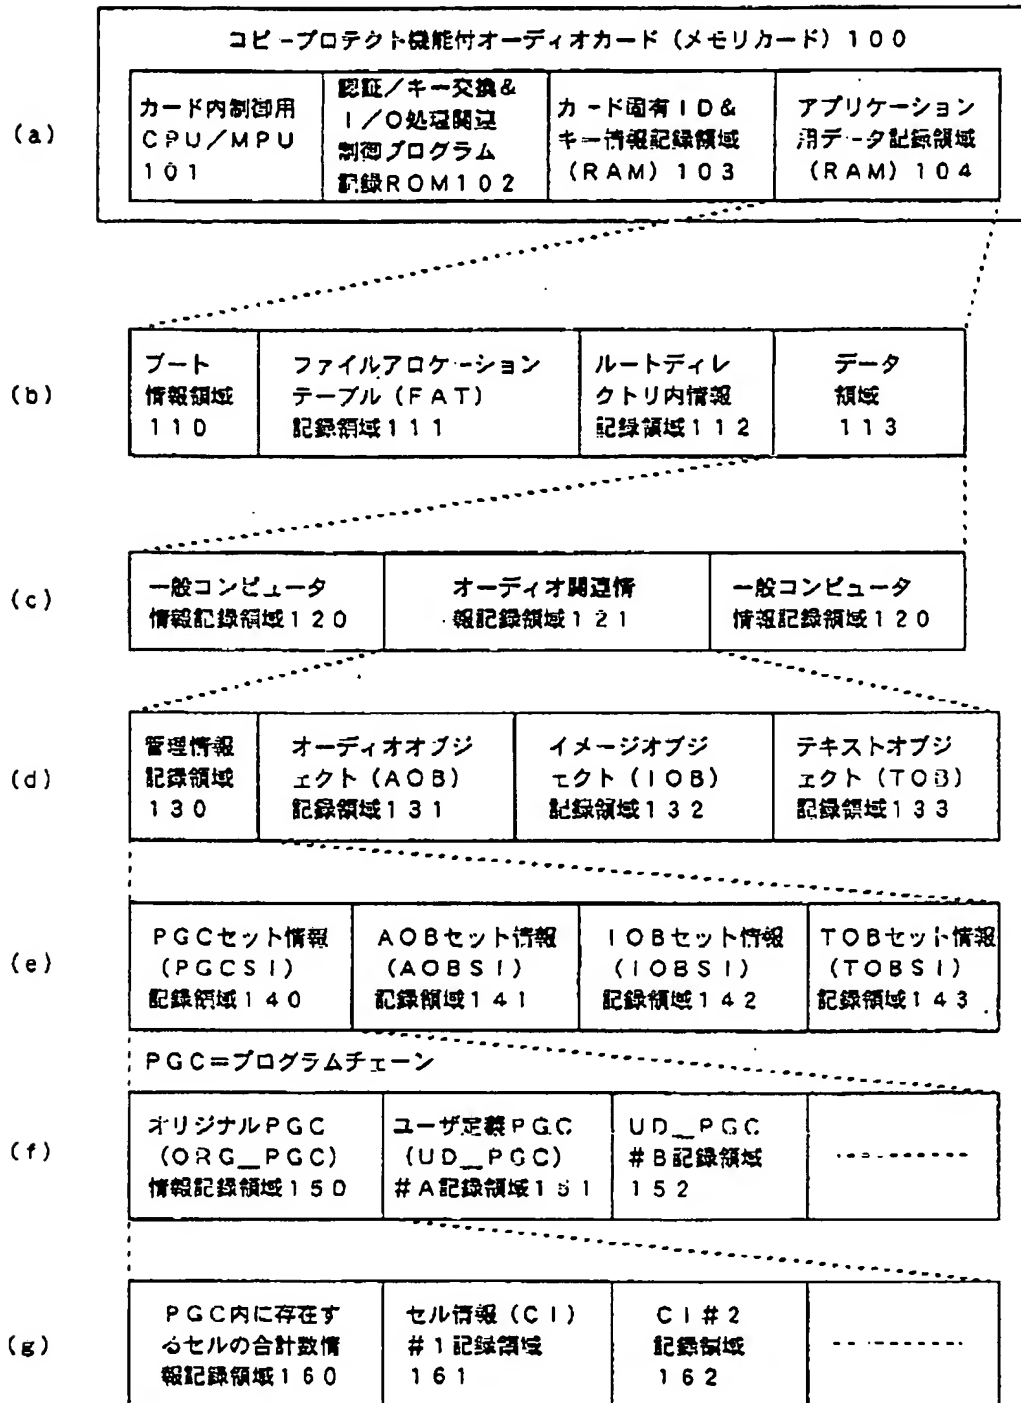 コピープロテクト機能付オーディオカード（メモリカード）１００
(a)
カード内制御用
ＣＰＵ／ＭＰＵ
１０１
認証／キー交換＆
Ｉ／Ｏ処理関連
制御プログラム
記録ROM１０２
カード固有ＩＤ＆
キー情報記録領域
（ＲＡＭ）１０３
アプリケーション
用データ記録領域
（ＲＡＭ）１０４
(b)
ブート
情報領域
１１０
ファイルアロケーション
テーブル（ＦＡＴ）
記録領域１１１
ルートディレ
クトリ内情報
記録領域１１２
データ
領域
１１３
(c)
一般コンピュータ
情報記録領域１２０
オーディオ関連情
報記録領域１２１
一般コンピュータ
情報記録領域１２０
(d)
管理情報
記録領域
１３０
オーディオオブジ
ェクト（ＡＯＢ）
記録領域１３１
イメージオブジ
ェクト（ＩＯＢ）
記録領域１３２
テキストオブジ
ェクト（ＴＯＢ）
記録領域１３３
(e)
ＰＧＣセット情報
（ＰＧＣＳＩ）
記録領域１４０
ＡＯＢセット情報
（ＡＯＢＳＩ）
記録領域１４１
ＩＯＢセット情報
（ＩＯＢＳＩ）
記録領域１４２
ＴＯＢセット情報
（ＴＯＢＳＩ）
記録領域１４３
ＰＧＣ＝プログラムチェーン
(f)
オリジナルＰＧＣ
（ＯＲＧ＿ＰＧＣ）
情報記録領域１５０
ユーザ定義ＰＧＣ
（ＵＤ＿ＰＧＣ）
＃Ａ記録領域１５１
ＵＤ＿ＰＧＣ
＃Ｂ記録領域
１５２
(g)
ＰＧＣ内に存在す
るセルの合計数情
報記録領域１６０
セル情報（ＣＩ）
＃１記録領域
１６１
ＣＩ＃２
記録領域
１６２